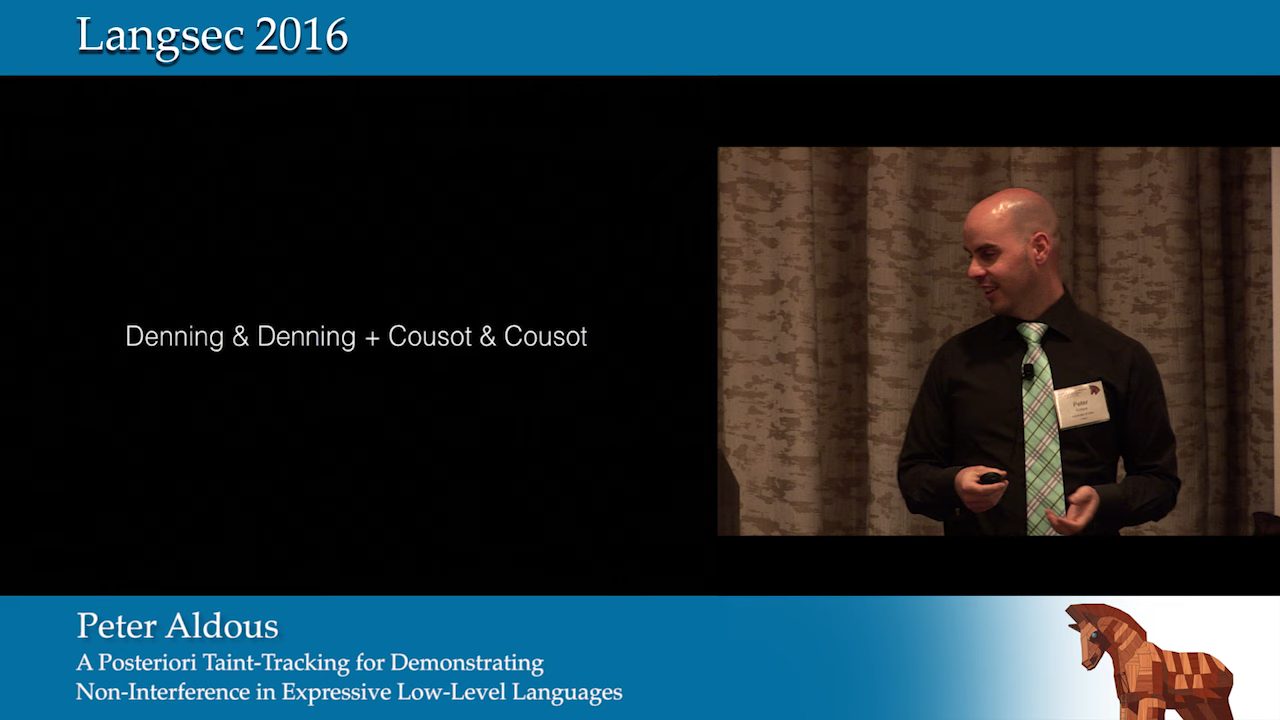 Langsec 2016
Denning & Denning + Cousot & Cousot
Peter
Peter Aldous
A Posteriori Taint-Tracking for Demonstrating
Non-Interference in Expressive Low-Level Languages